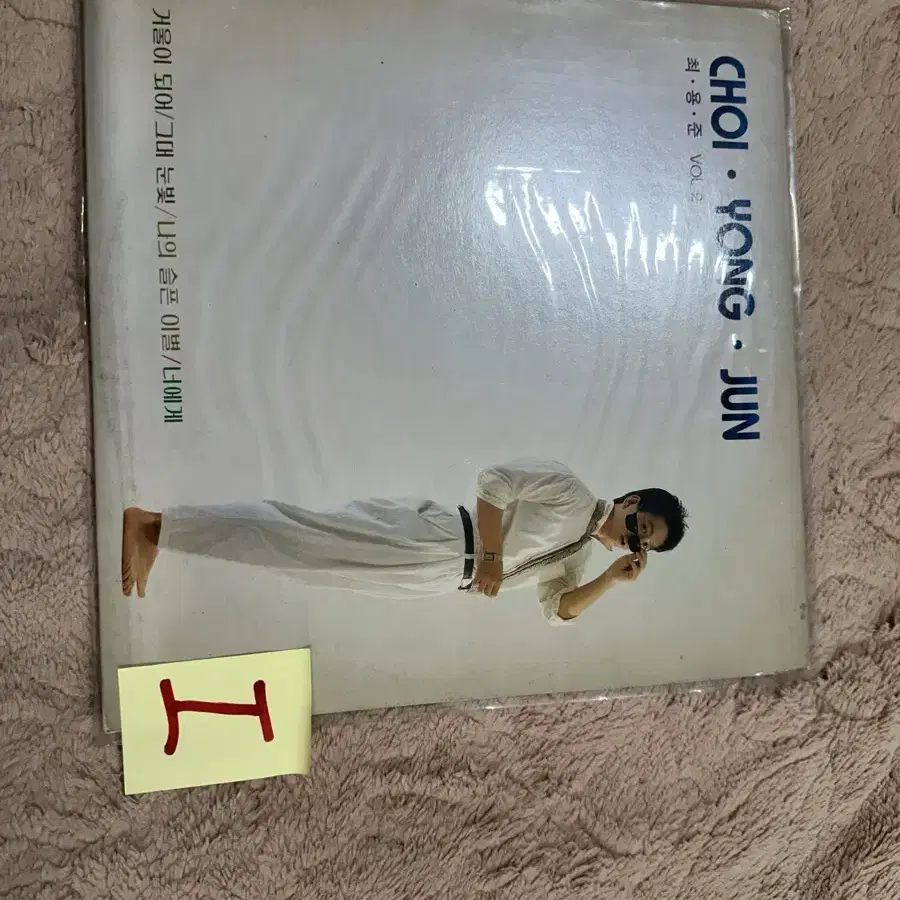 CHOI · YONG · JUN
최 · 용 · 준 VOL. 2
거울이 되어/그대 눈빛/나의 슬픈 이별/너에게
I